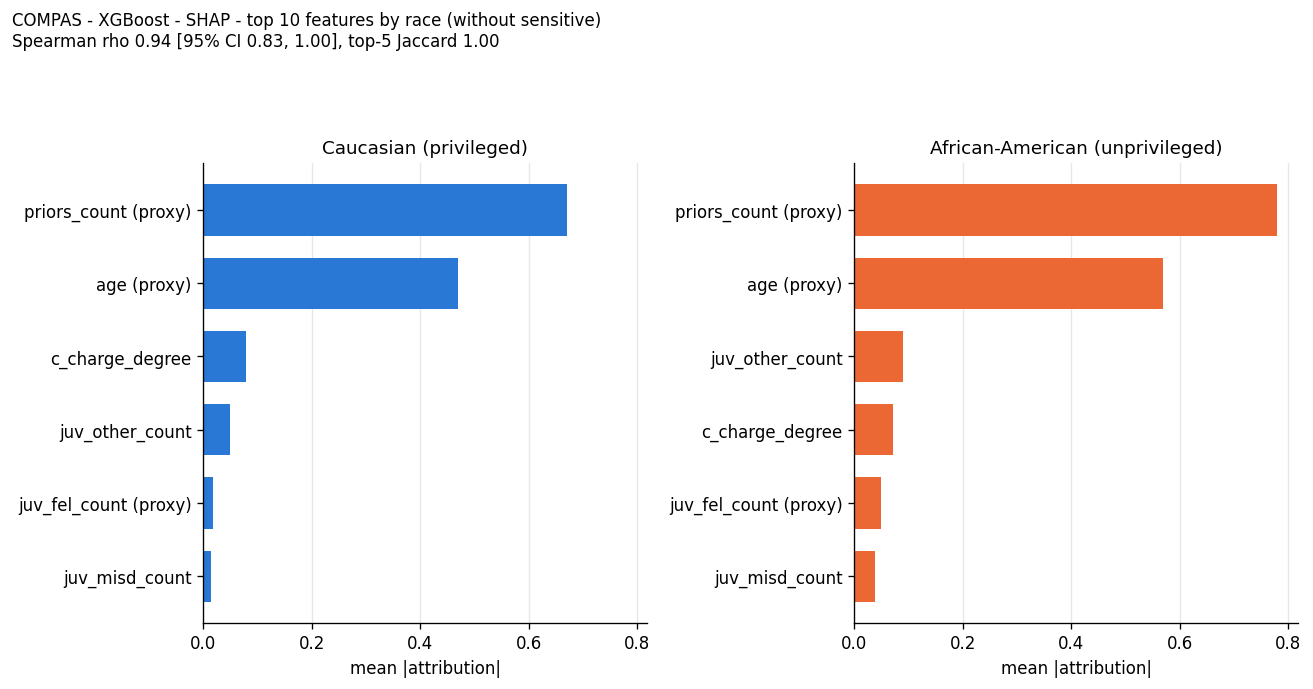 COMPAS - XGBoost - SHAP - top 10 features by race (without sensitive)
Spearman rho 0.94 [95% CI 0.83, 1.00], top-5 Jaccard 1.00
Caucasian (privileged)
priors_count (proxy)
age (proxy)
c_charge_degree
juv_other_count
juv_fel_count (proxy)
juv_misd_count
0.0 0.2 0.4 0.6 0.8
mean |attribution|
African-American (unprivileged)
priors_count (proxy)
age (proxy)
juv_other_count
c_charge_degree
juv_fel_count (proxy)
juv_misd_count
0.0 0.2 0.4 0.6 0.8
mean |attribution|